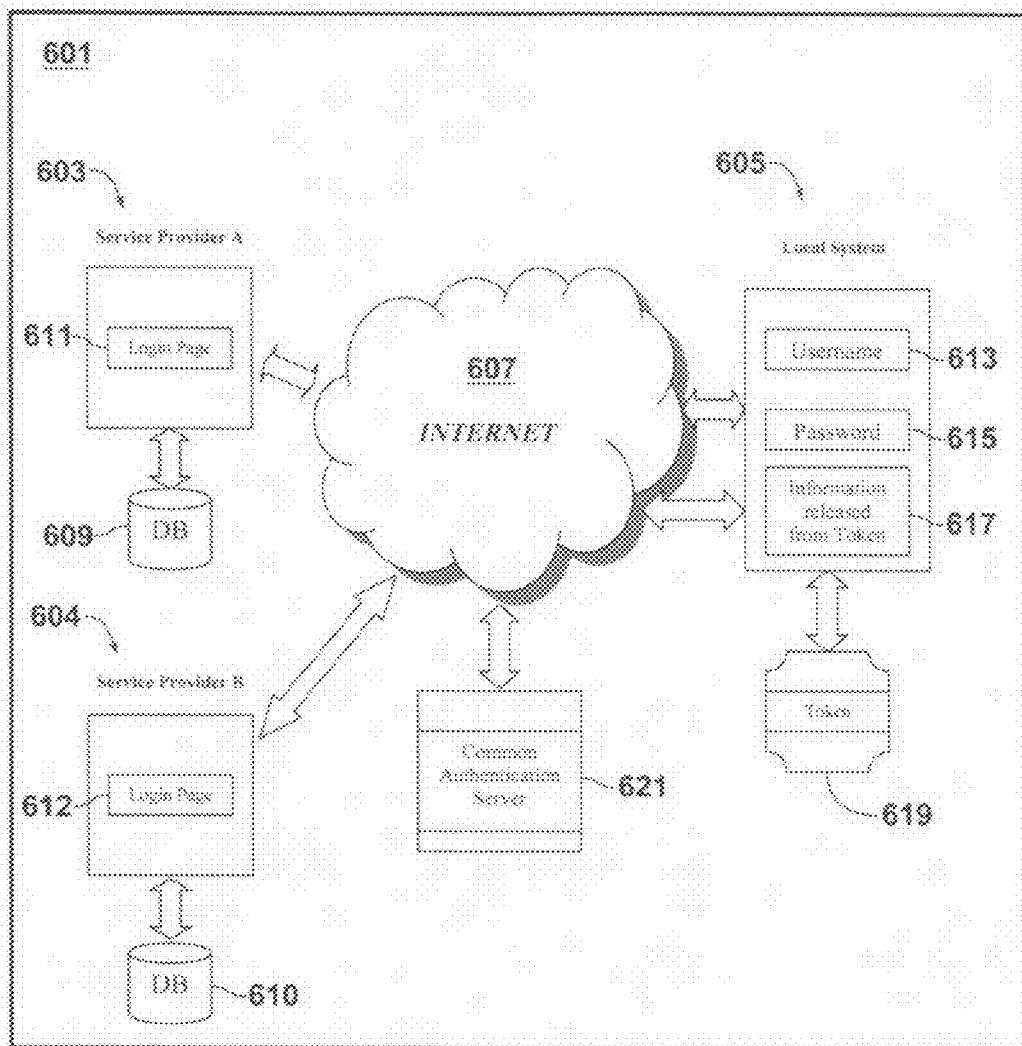 601
603
Service Provider A
611
Login Page
609
DB
604
Service Provider B
612
Login Page
DB
610
607
INTERNET
Common
Authentication
Server
621
605
Local System
Username
613
Password
615
Information
released
from Token
617
Token
619